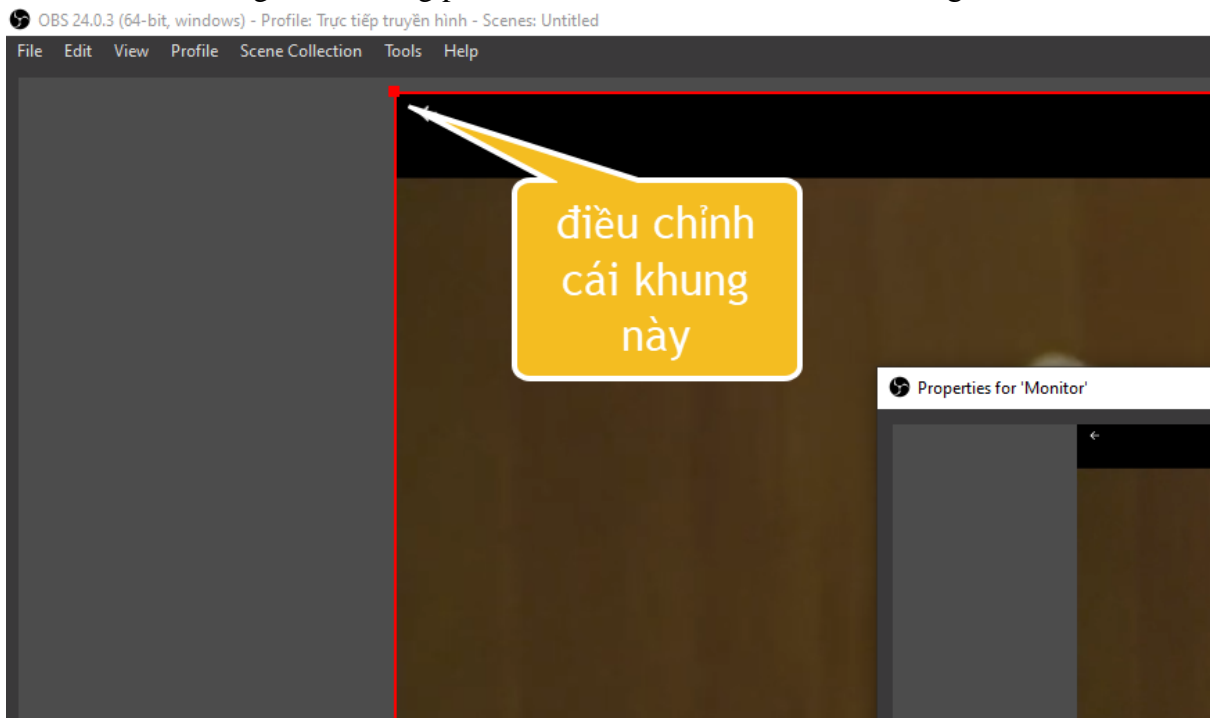 OBS 24.0.3 (64-bit, windows) - Profile: Trực tiếp truyền hình - Scenes: Untitled
File Edit View Profile Scene Collection Tools Help
điều chỉnh
cái khung
này
Properties for 'Monitor'